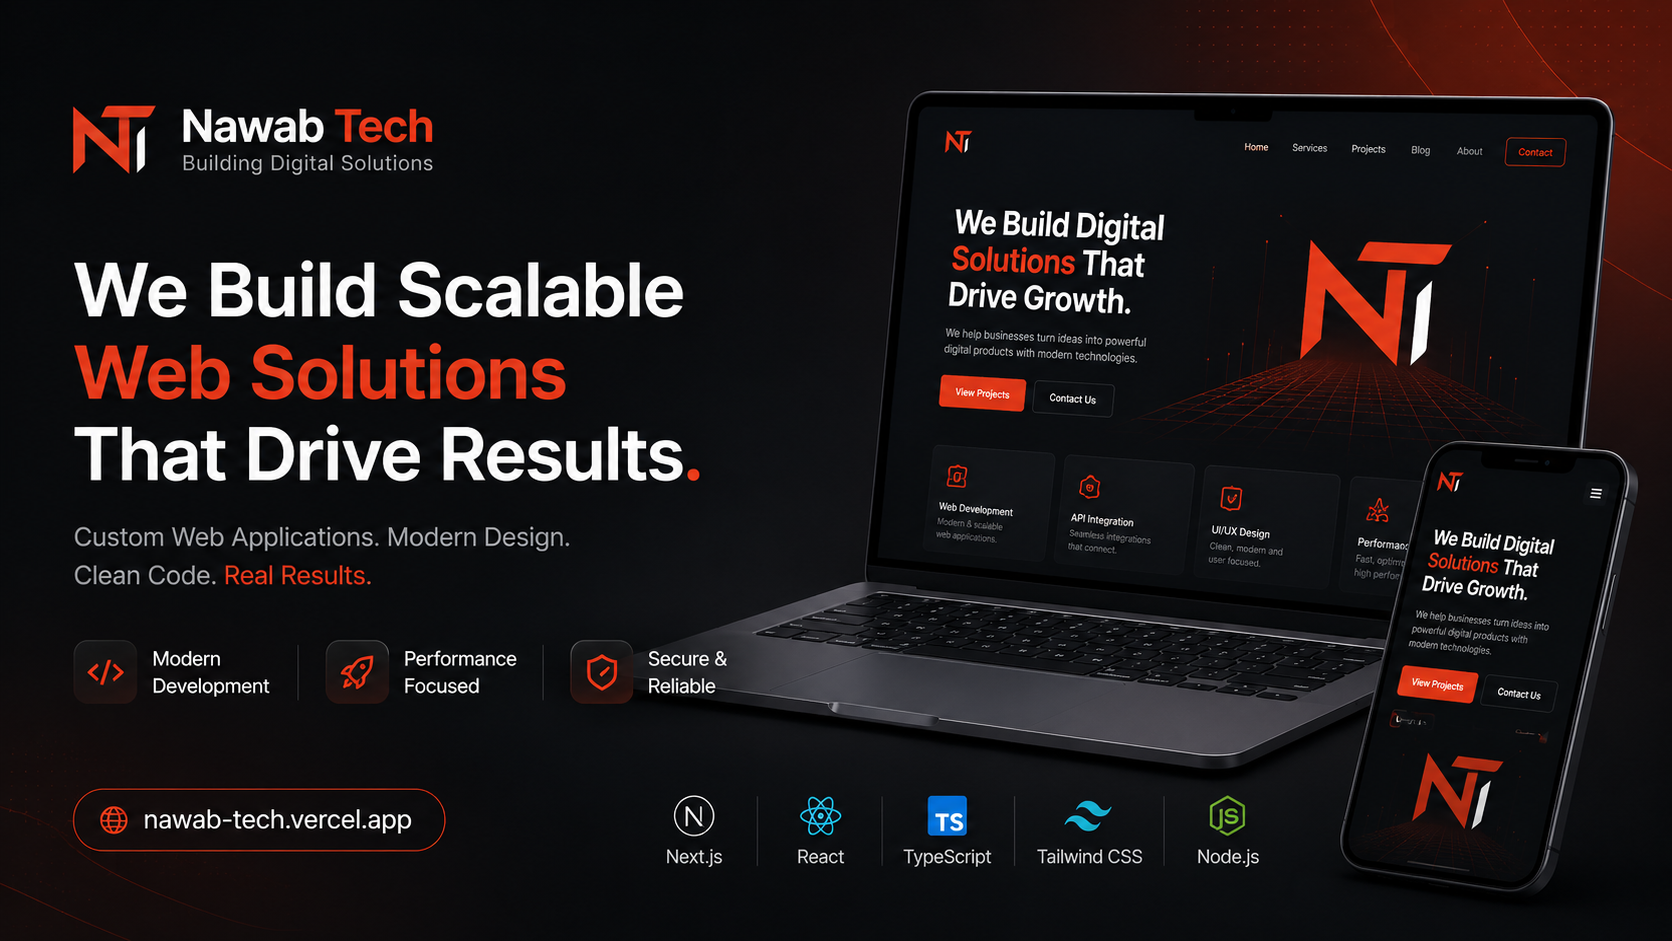 Nawab Tech
Building Digital Solutions
We Build Scalable
Web Solutions
That Drive Results.
Custom Web Applications. Modern Design.
Clean Code. Real Results.
Modern
Development
Performance
Focused
Secure &
Reliable
nawab-tech.vercel.app
N
Next.js
React
TS
TypeScript
Tailwind CSS
JS
Node.js
Home
Services
Projects
Blog
About
Contact
We Build Digital
Solutions That
Drive Growth.
We help businesses turn ideas into powerful
digital products with modern technologies.
View Projects
Contact Us
Web Development
Modern & scalable
web applications.
API Integration
Seamless integrations
that connect.
UI/UX Design
Clean, modern and
user focused.
We Build Digital
Solutions That
Drive Growth.
We help businesses turn ideas into
powerful digital products with
modern technologies.
View Projects
Contact Us